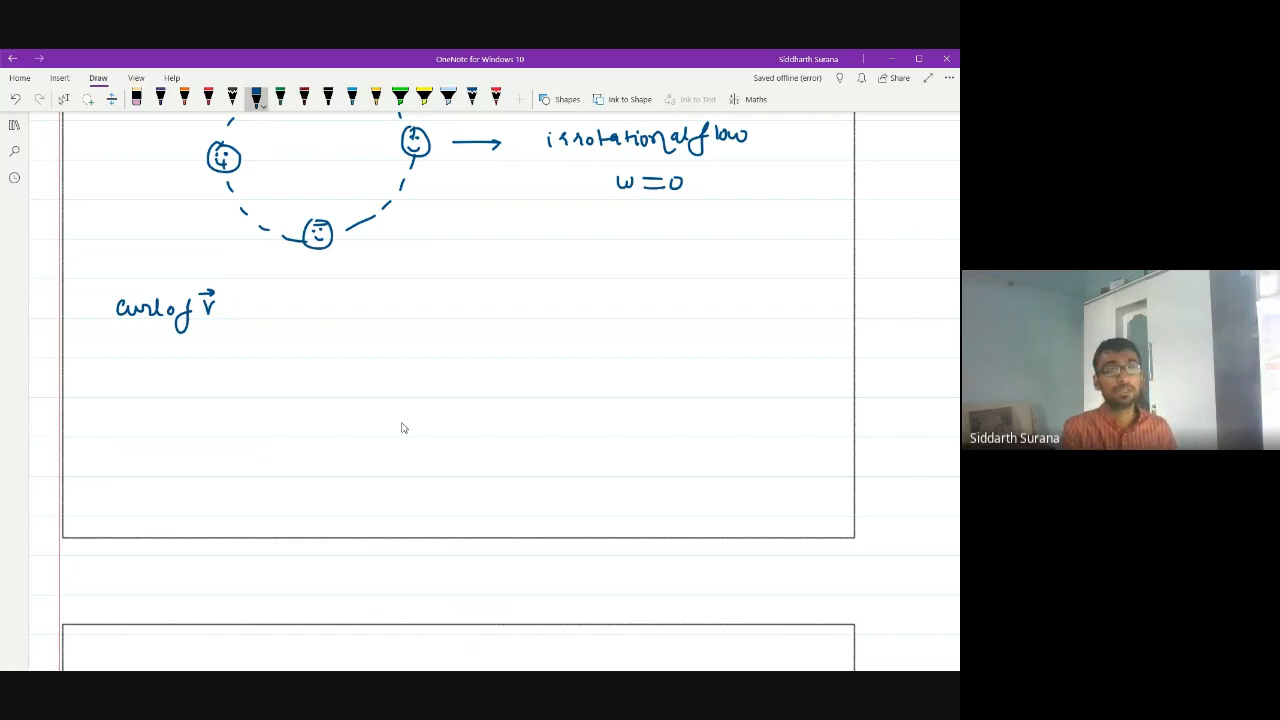 OneNote for Windows 10
Siddharth Surana
Home Insert Draw View Help
Saved offline (error)
Share
Shapes Ink to Shape Ink to Text Maths
irrotational flow
w = 0
curl of v
Siddarth Surana